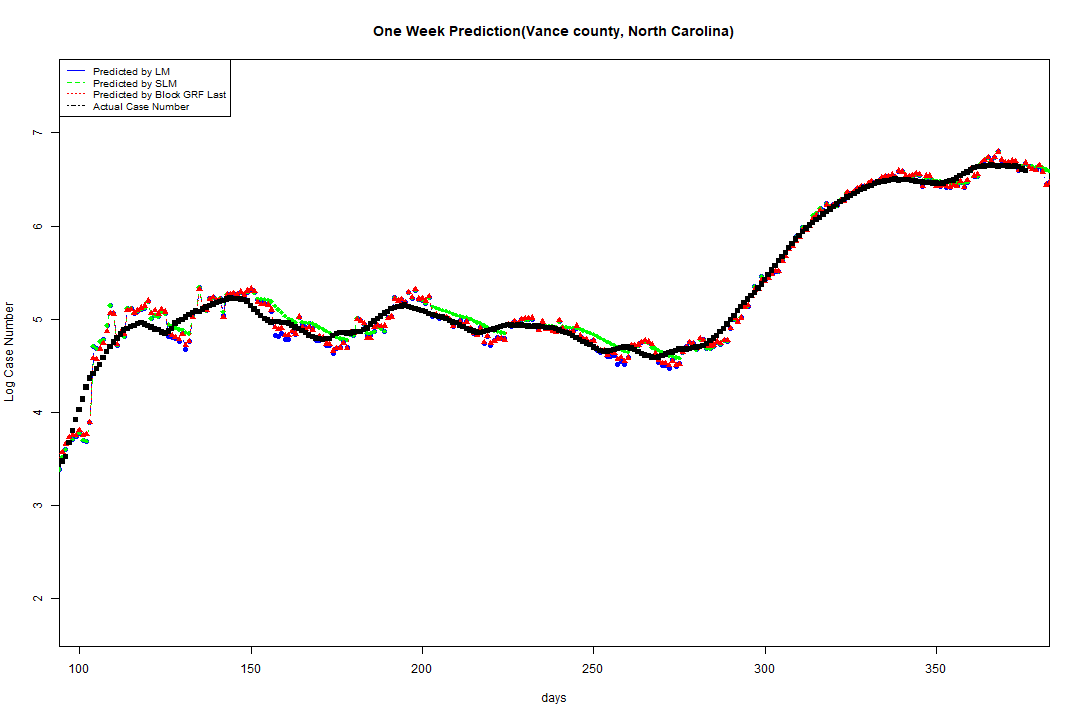 One Week Prediction(Vance county, North Carolina)
Predicted by LM
Predicted by SLM
Predicted by Block GRF Last
Actual Case Number
7
6
5
4
3
2
Log Case Number
100 150 200 250 300 350
days